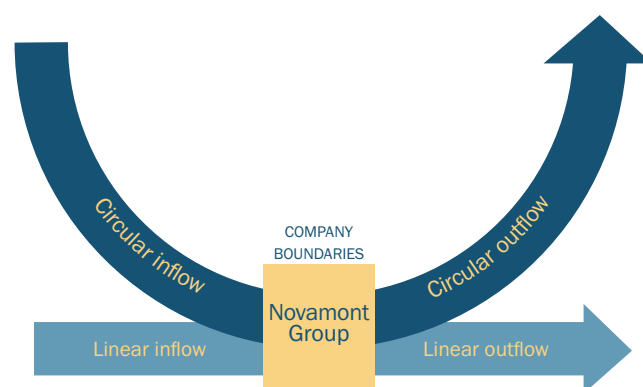 Circular inflow
COMPANY
BOUNDARIES
Circular outflow
Novamont
Group
Linear inflow
Linear outflow